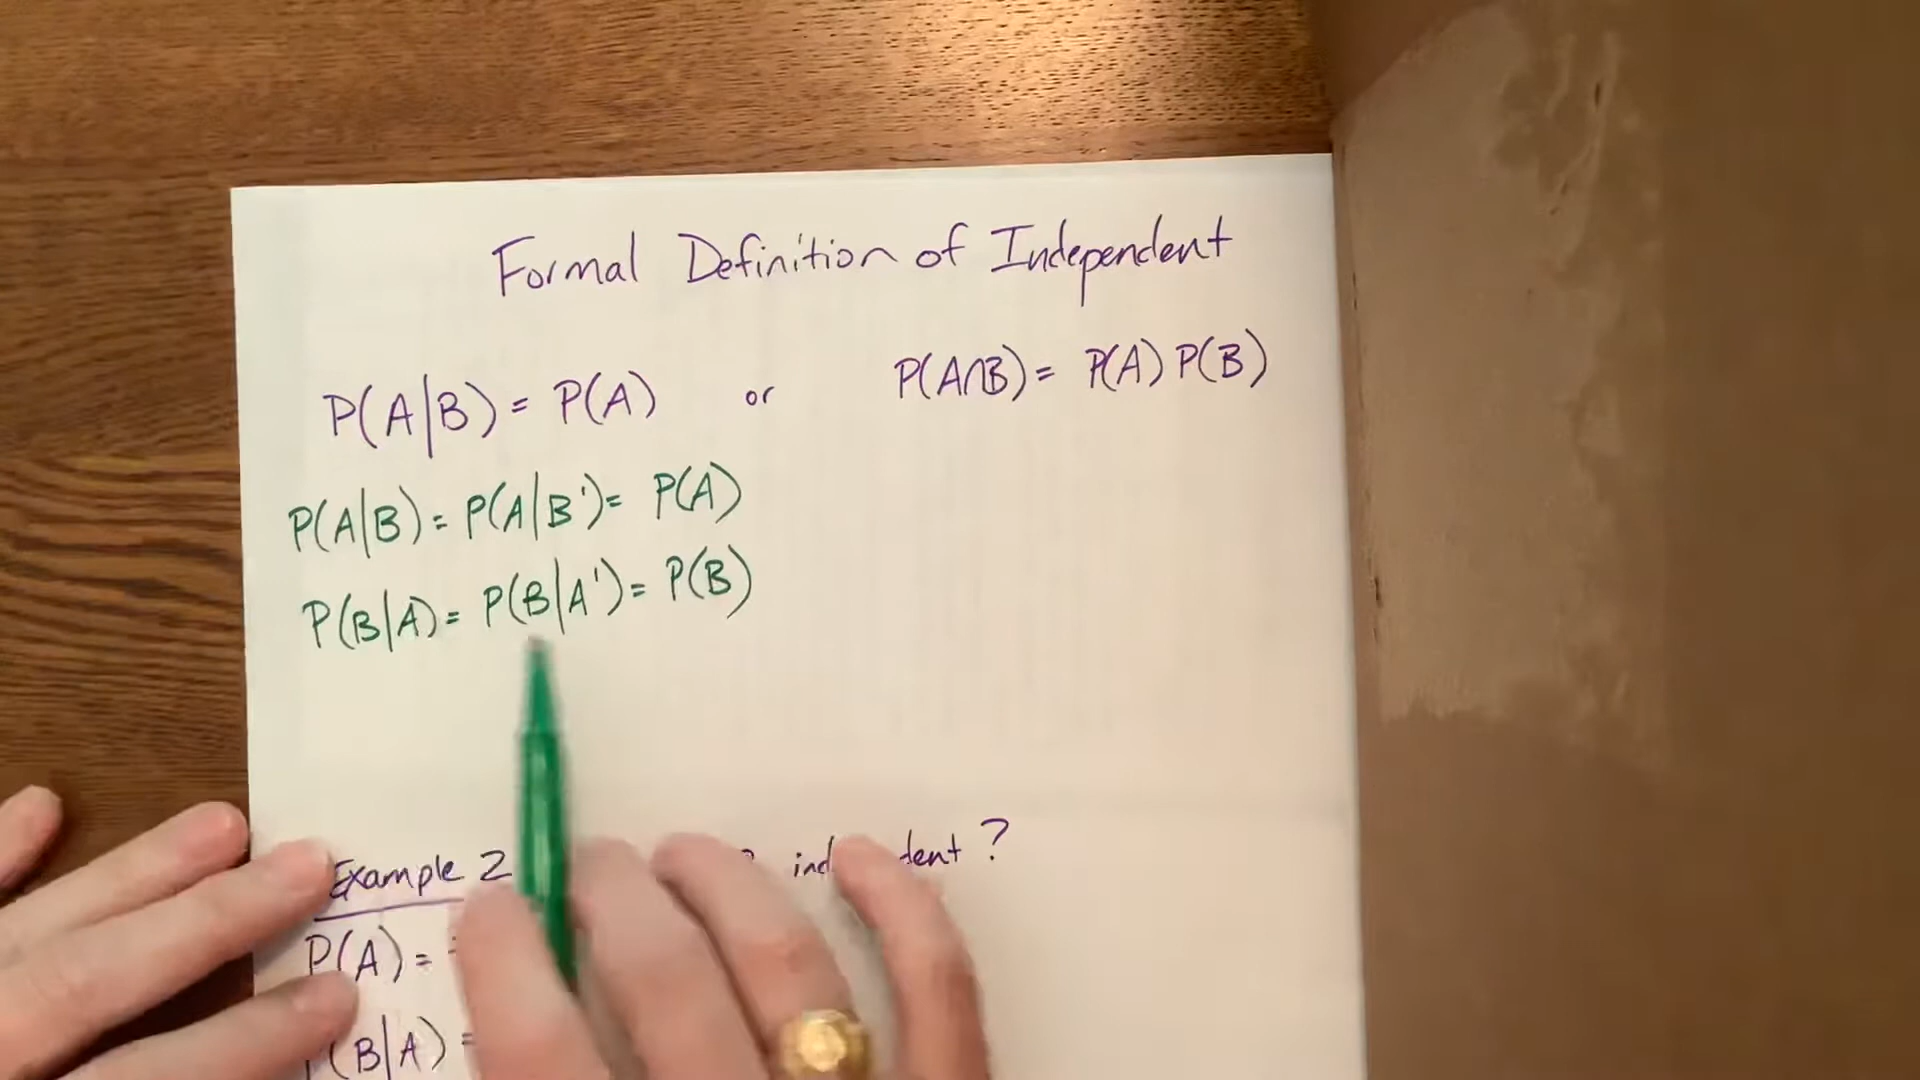 Formal Definition of Independent
P(A|B) = P(A) or P(A∩B) = P(A) P(B)
P(A|B) = P(A|B') = P(A)
P(B|A) = P(B|A') = P(B)
Example 2 ?
P(A) =
(B|A) =